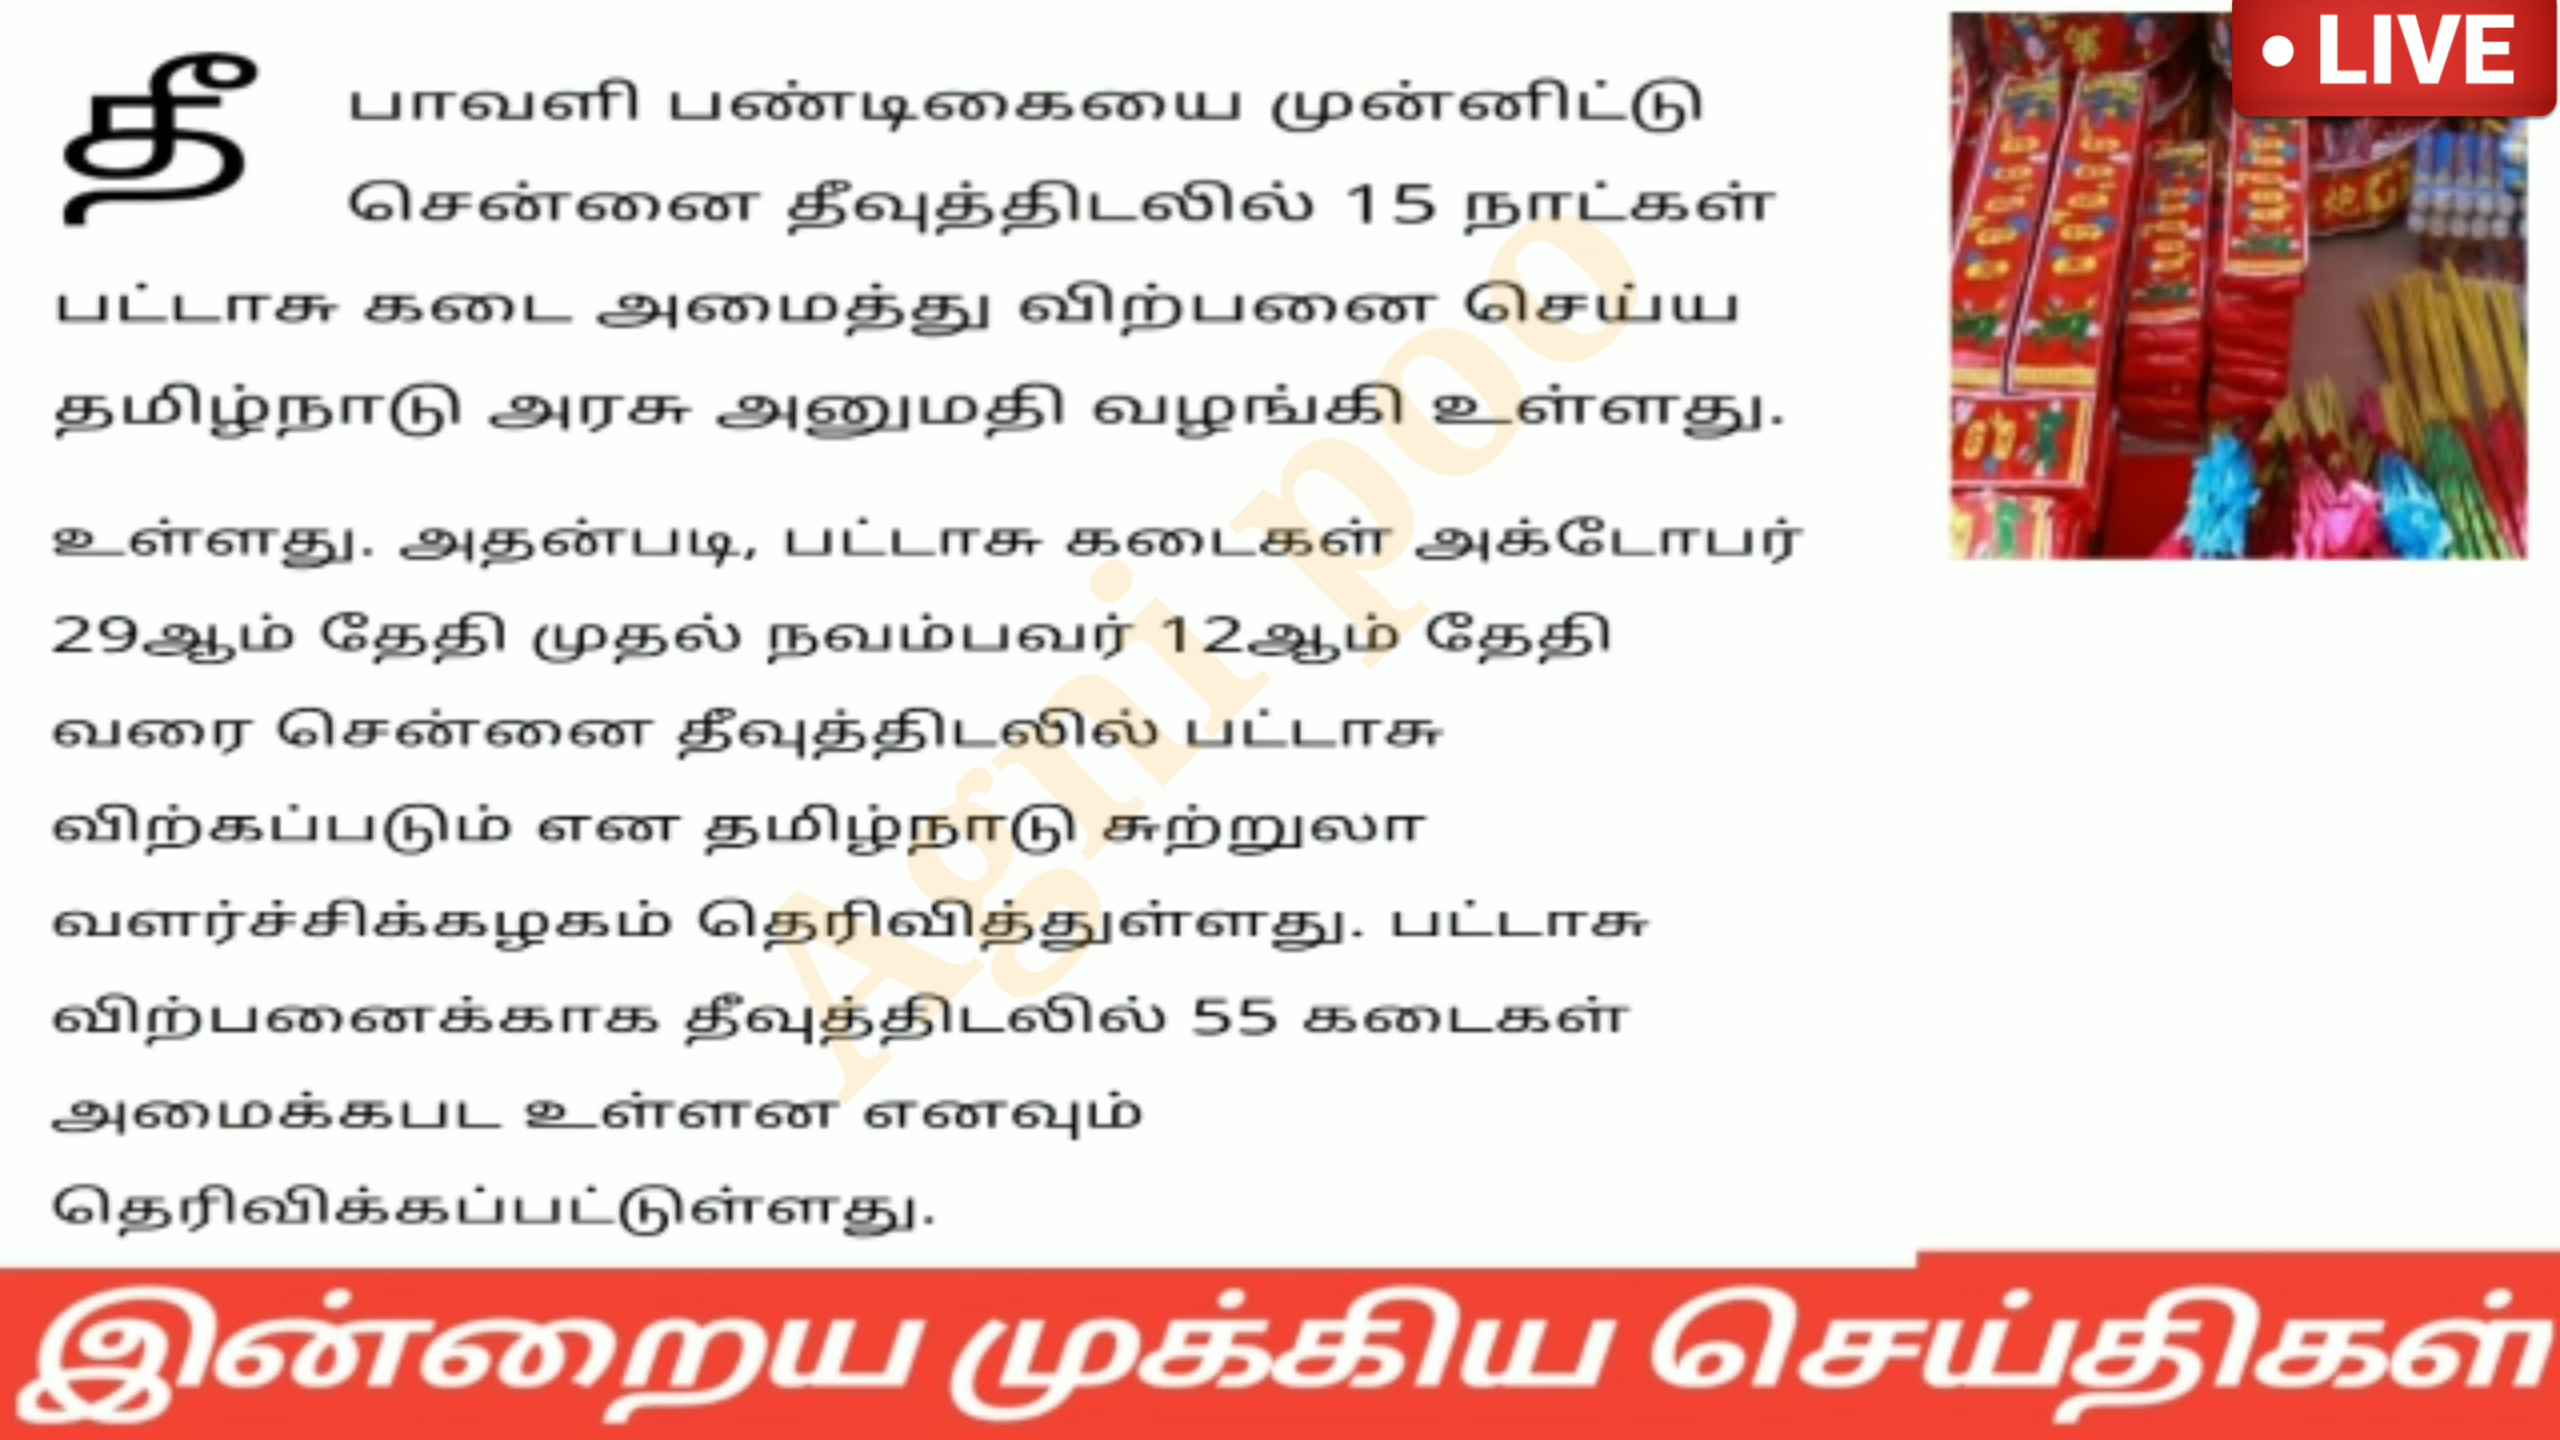 தீபாவளி பண்டிகையை முன்னிட்டு
சென்னை தீவுத்திடலில் 15 நாட்கள்
பட்டாசு கடை அமைத்து விற்பனை செய்ய
தமிழ்நாடு அரசு அனுமதி வழங்கி உள்ளது.
உள்ளது. அதன்படி, பட்டாசு கடைகள் அக்டோபர்
29ஆம் தேதி முதல் நவம்பவர் 12ஆம் தேதி
வரை சென்னை தீவுத்திடலில் பட்டாசு
விற்கப்படும் என தமிழ்நாடு சுற்றுலா
வளர்ச்சிக்கழகம் தெரிவித்துள்ளது. பட்டாசு
விற்பனைக்காக தீவுத்திடலில் 55 கடைகள்
அமைக்கபட உள்ளன எனவும்
தெரிவிக்கப்பட்டுள்ளது.
• LIVE
Agni poo
இன்றைய முக்கிய செய்திகள்